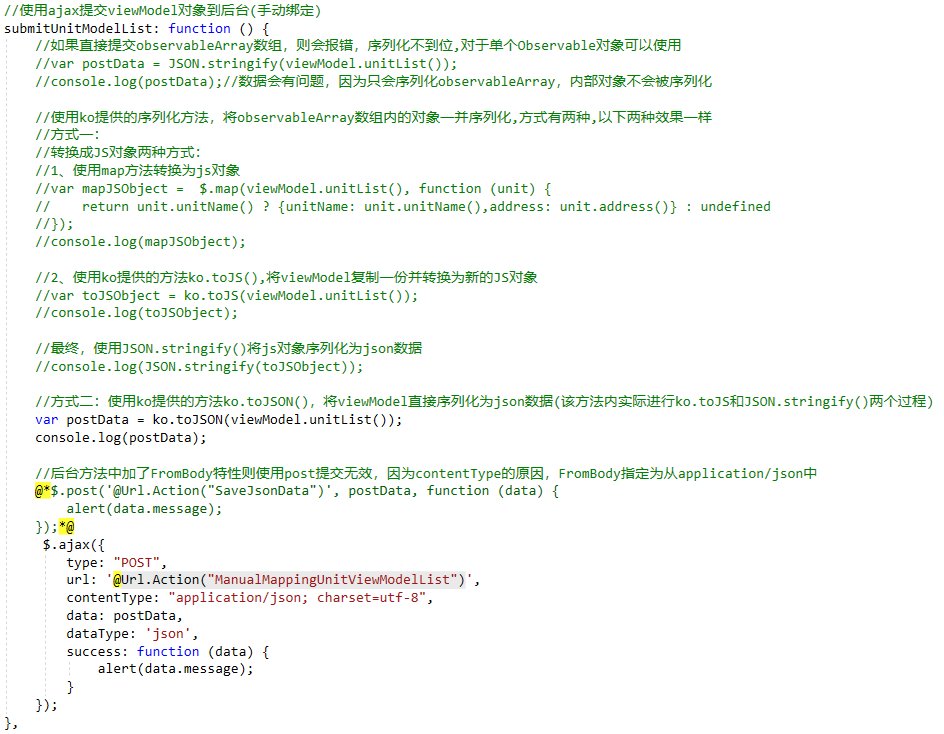 //使用ajax提交viewModel对象到后台(手动绑定)
submitUnitModelList: function () {
//如果直接提交observableArray数组，则会报错，序列化不到位,对于单个Observable对象可以使用
//var postData = JSON.stringify(viewModel.unitList());
//console.log(postData);//数据会有问题，因为只会序列化observableArray，内部对象不会被序列化
//使用ko提供的序列化方法，将observableArray数组内的对象一并序列化,方式有两种,以下两种效果一样
//方式一：
//转换成JS对象两种方式：
//1、使用map方法转换为js对象
//var mapJSObject =  $.map(viewModel.unitList(), function (unit) {
//    return unit.unitName() ? {unitName: unit.unitName(),address: unit.address()} : undefined
//});
//console.log(mapJSObject);
//2、使用ko提供的方法ko.toJS(),将viewModel复制一份并转换为新的JS对象
//var toJSObject = ko.toJS(viewModel.unitList());
//console.log(toJSObject);
//最终，使用JSON.stringify()将js对象序列化为json数据
//console.log(JSON.stringify(toJSObject));
//方式二：使用ko提供的方法ko.toJSON()，将viewModel直接序列化为json数据(该方法内实际进行ko.toJS和JSON.stringify()两个过程)
var postData = ko.toJSON(viewModel.unitList());
console.log(postData);
//后台方法中加了FromBody特性则使用post提交无效，因为contentType的原因，FromBody指定为从application/json中
@*$.post('@Url.Action("SaveJsonData")', postData, function (data) {
alert(data.message);
});*@
$.ajax({
type: "POST",
url: '@Url.Action("ManualMappingUnitViewModelList")',
contentType: "application/json; charset=utf-8",
data: postData,
dataType: 'json',
success: function (data) {
alert(data.message);
}
});
},